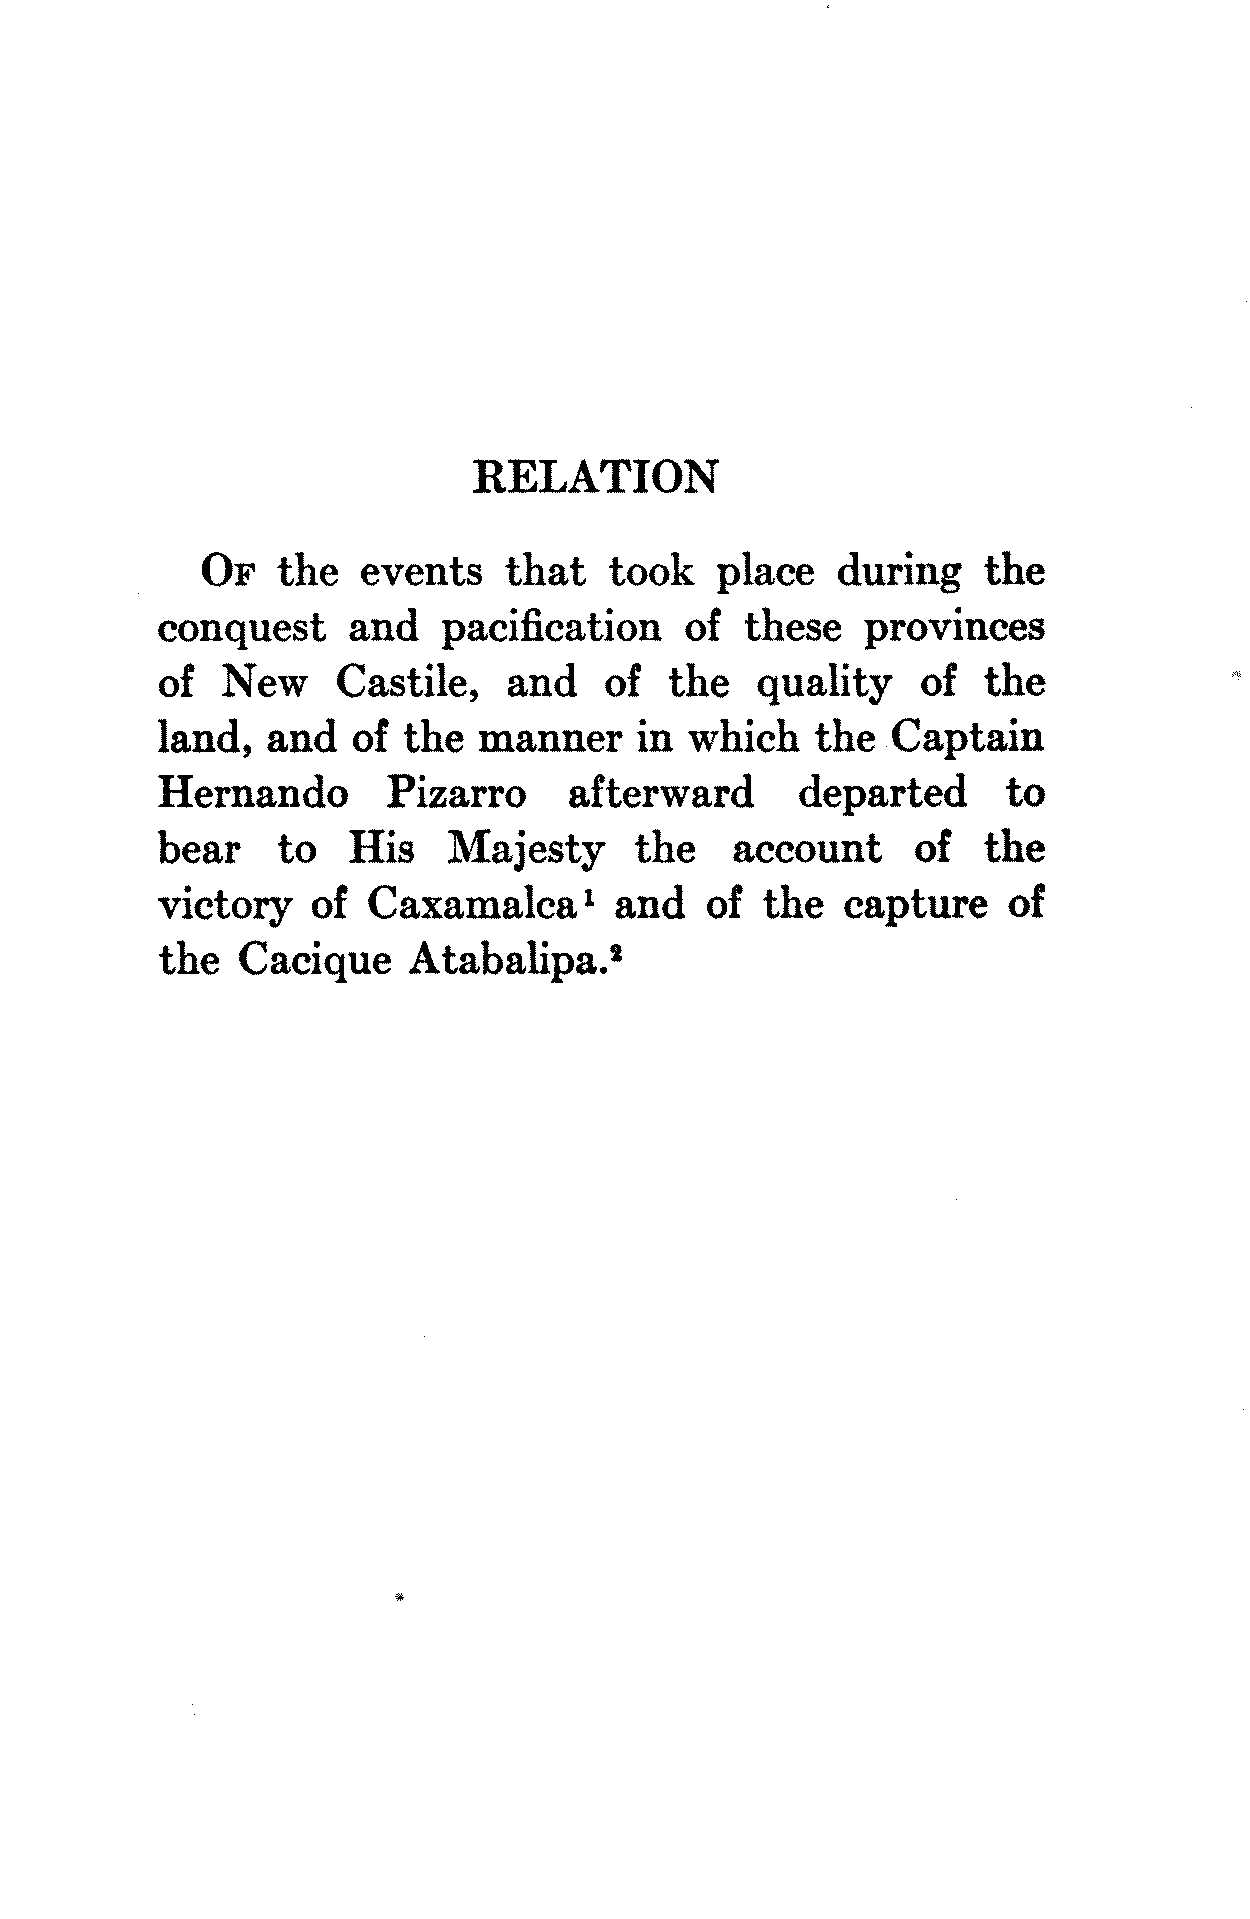 RELATION
OF the events that took place during the
conquest and pacification of these provinces
of New Castile, and of the quality of the
land, and of the manner in which the Captain
Hernando Pizarro afterward departed to
bear to His Majesty the account of the
victory of Caxamalca¹ and of the capture of
the Cacique Atabalipa.²